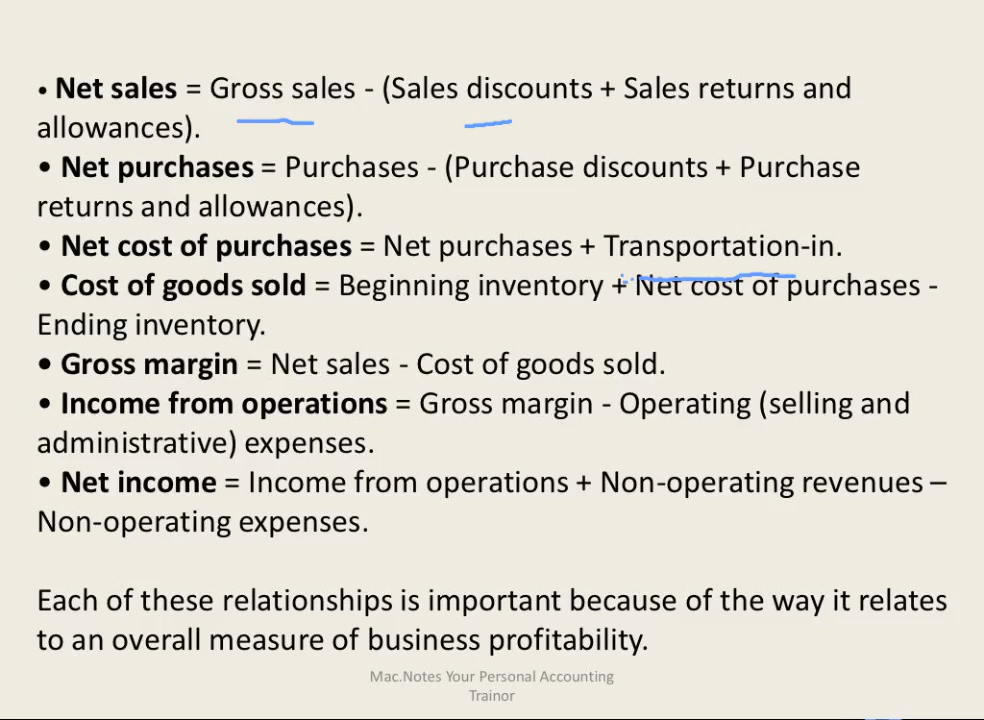 • Net sales = Gross sales - (Sales discounts + Sales returns and
allowances).
• Net purchases = Purchases - (Purchase discounts + Purchase
returns and allowances).
• Net cost of purchases = Net purchases + Transportation-in.
• Cost of goods sold = Beginning inventory + Net cost of purchases -
Ending inventory.
• Gross margin = Net sales - Cost of goods sold.
• Income from operations = Gross margin - Operating (selling and
administrative) expenses.
• Net income = Income from operations + Non-operating revenues –
Non-operating expenses.
Each of these relationships is important because of the way it relates
to an overall measure of business profitability.
Mac.Notes Your Personal Accounting
Trainor